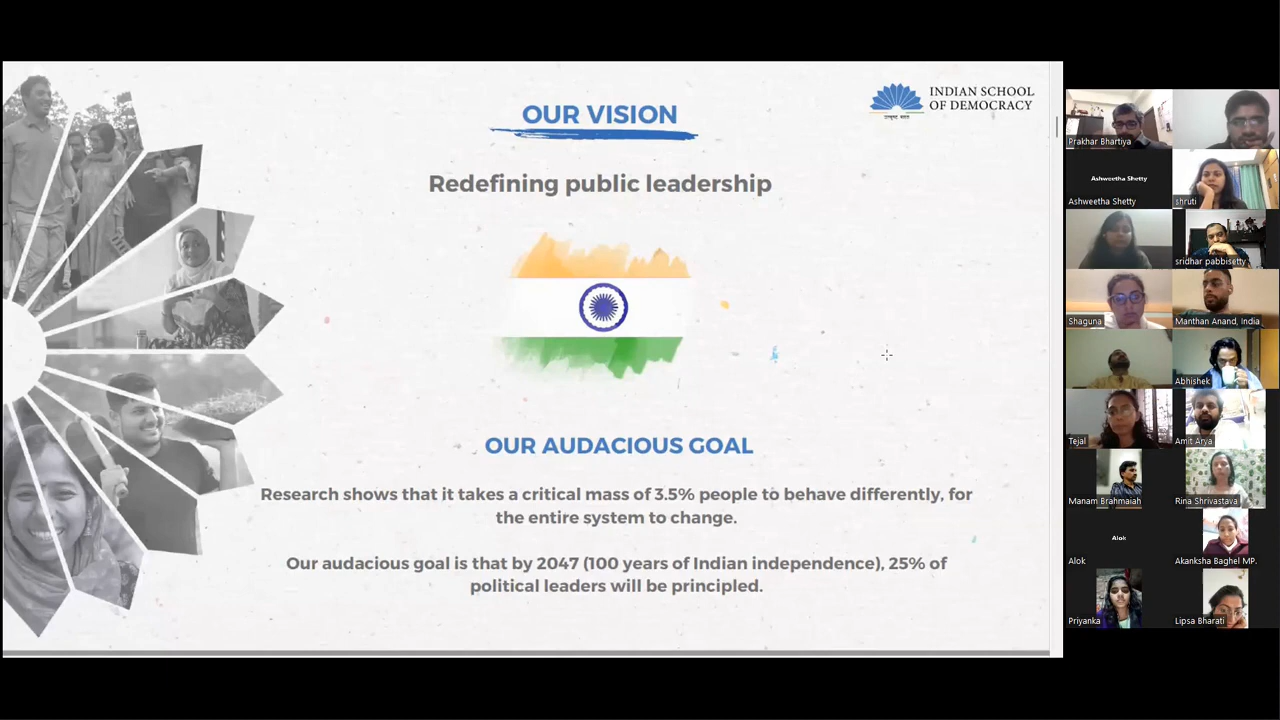 OUR VISION
INDIAN SCHOOL
OF DEMOCRACY
Redefining public leadership
OUR AUDACIOUS GOAL
Research shows that it takes a critical mass of 3.5% people to behave differently, for
the entire system to change.
Our audacious goal is that by 2047 (100 years of Indian independence), 25% of
political leaders will be principled.
Prakhar Bhartiya
Ashweetha Shetty
Ashweetha Shetty
shruti
sridhar pabbisetty
Shaguna
Manthan Anand, India
Abhishek
Tejal
Amit Arya
Manam Brahmaiah
Rina Shrivastava
Alok
Alok
Akanksha Baghel MP.
Priyanka
Lipsa Bharati